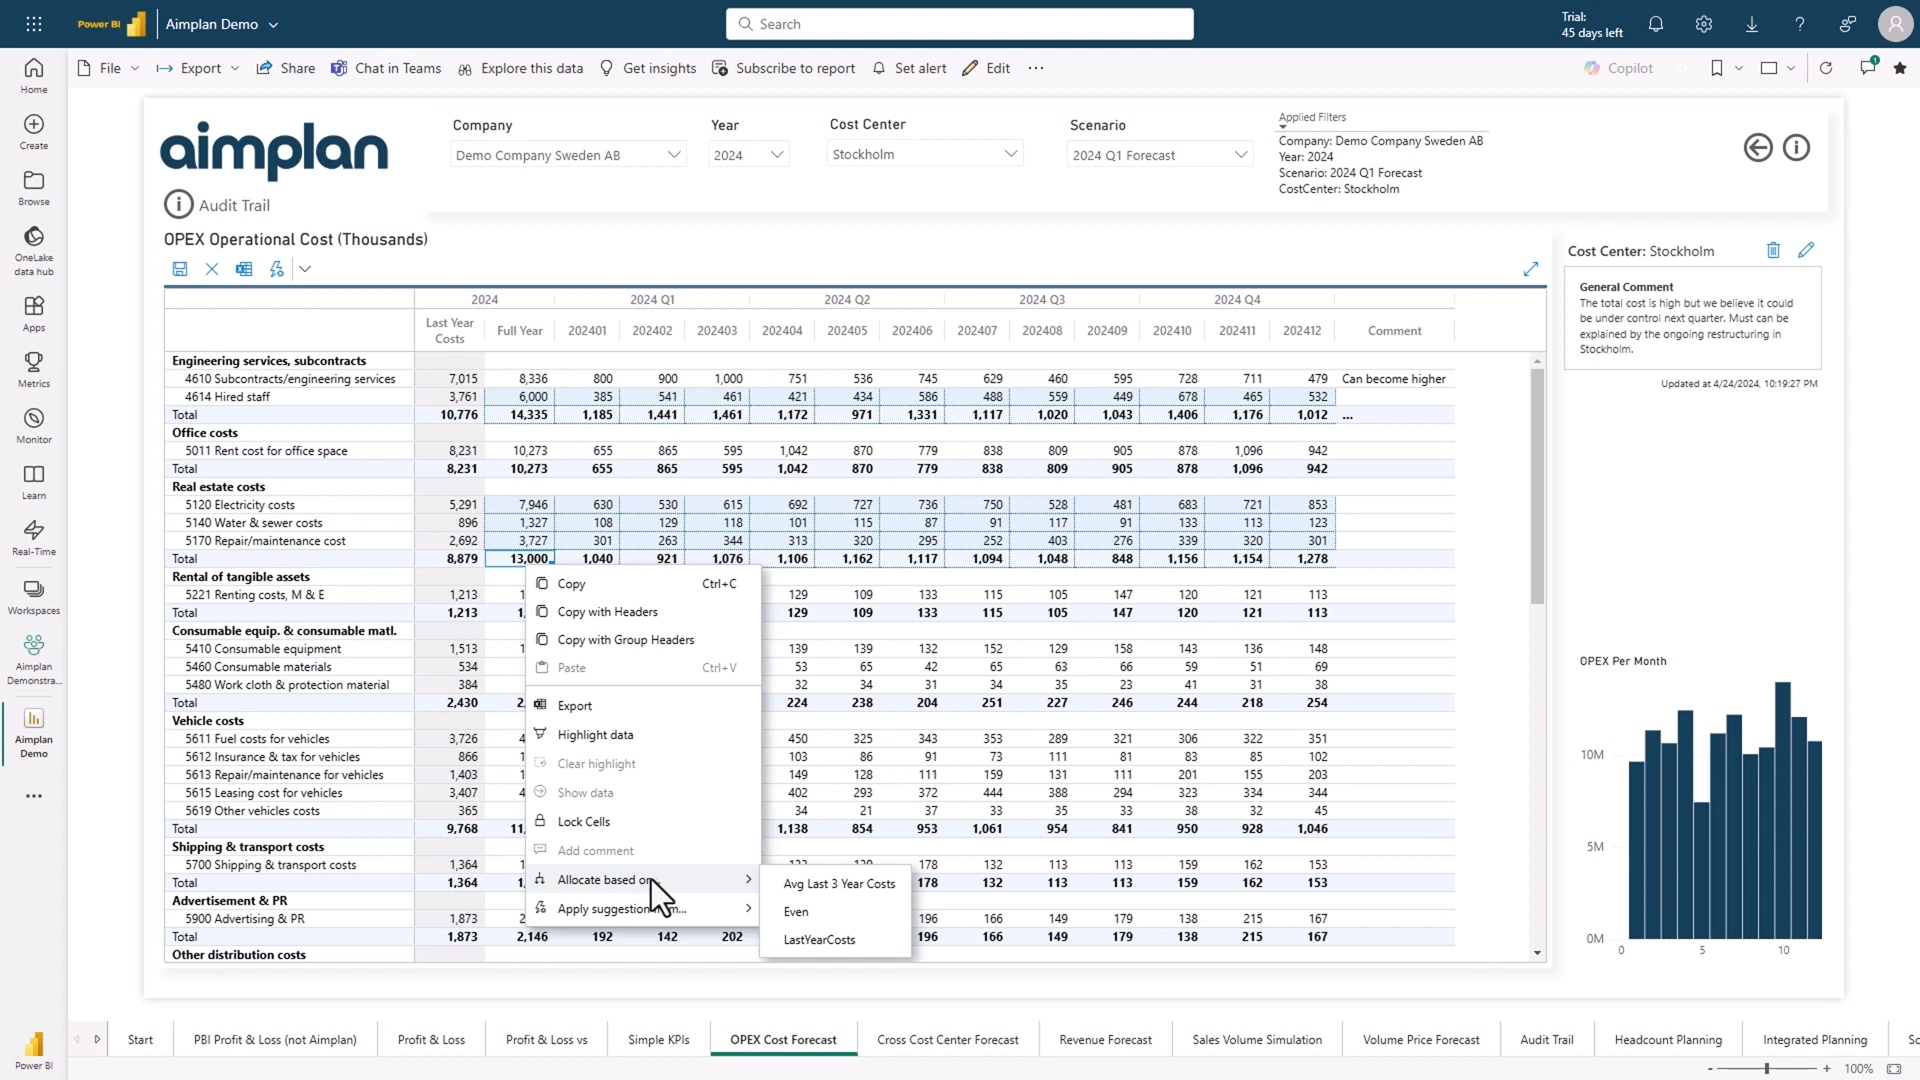 Power BI Aimplan Demo
Search
Trial:
45 days left
File Export Share Chat in Teams Explore this data Get insights Subscribe to report Set alert Edit ... Copilot 1
Home
Create
Browse
OneLake
data hub
Apps
Metrics
Monitor
Learn
Real-Time
Workspaces
Aimplan
Demonstra...
Aimplan
Demo
Power BI
aimplan
Audit Trail
Company Year Cost Center Scenario
Demo Company Sweden AB 2024 Stockholm 2024 Q1 Forecast
Applied Filters
Company: Demo Company Sweden AB
Year: 2024
Scenario: 2024 Q1 Forecast
CostCenter: Stockholm
OPEX Operational Cost (Thousands)
2024 2024 Q1 2024 Q2 2024 Q3 2024 Q4
Last Year
Costs Full Year 202401 202402 202403 202404 202405 202406 202407 202408 202409 202410 202411 202412 Comment
Engineering services, subcontracts
4610 Subcontracts/engineering services 7,015 8,336 800 900 1,000 751 536 745 629 460 595 728 711 479 Can become higher
4614 Hired staff 3,761 6,000 385 541 461 421 434 586 488 559 449 678 465 532
Total 10,776 14,335 1,185 1,441 1,461 1,172 971 1,331 1,117 1,020 1,043 1,406 1,176 1,012 ...
Office costs
5011 Rent cost for office space 8,231 10,273 655 865 595 1,042 870 779 838 809 905 878 1,096 942
Total 8,231 10,273 655 865 595 1,042 870 779 838 809 905 878 1,096 942
Real estate costs
5120 Electricity costs 5,291 7,946 630 530 615 692 727 736 750 528 481 683 721 853
5140 Water & sewer costs 896 1,327 108 129 118 101 115 87 91 117 91 133 113 123
5170 Repair/maintenance cost 2,692 3,727 301 263 344 313 320 295 252 403 276 339 320 301
Total 8,879 13,000 1,040 921 1,076 1,106 1,162 1,117 1,094 1,048 848 1,156 1,154 1,278
Rental of tangible assets
5221 Renting costs, M & E 1,213 1 129 109 133 115 105 147 120 121 113
Total 1,213 1, 129 109 133 115 105 147 120 121 113
Consumable equip. & consumable matl.
5410 Consumable equipment 1,513 1 139 139 132 152 129 158 143 136 148
5460 Consumable materials 534 53 65 42 65 63 66 59 51 69
5480 Work cloth & protection material 384 32 34 31 34 35 23 41 31 38
Total 2,430 2, 224 238 204 251 227 246 244 218 254
Vehicle costs
5611 Fuel costs for vehicles 3,726 4 450 325 343 353 289 321 306 322 351
5612 Insurance & tax for vehicles 866 1 103 86 91 73 111 81 83 85 102
5613 Repair/maintenance for vehicles 1,403 1 149 128 111 159 131 111 201 155 203
5615 Leasing cost for vehicles 3,407 4 402 293 372 444 388 294 323 334 344
5619 Other vehicles costs 365 34 21 37 33 35 33 38 32 45
Total 9,768 11, 1,138 854 953 1,061 954 841 950 928 1,046
Shipping & transport costs
5700 Shipping & transport costs 1,364 1 178 132 113 113 159 162 153
Total 1,364 1, 178 132 113 113 159 162 153
Advertisement & PR
5900 Advertising & PR 1,873 2 196 166 149 179 138 215 167
Total 1,873 2,146 192 142 202 196 166 149 179 138 215 167
Other distribution costs
Copy Ctrl+C
Copy with Headers
Copy with Group Headers
Paste Ctrl+V
Export
Highlight data
Clear highlight
Show data
Lock Cells
Add comment
Allocate based on
Apply suggestion
Avg Last 3 Year Costs
Even
LastYearCosts
Cost Center: Stockholm
General Comment
The total cost is high but we believe it could
be under control next quarter. Must can be
explained by the ongoing restructuring in
Stockholm.
Updated at 4/24/2024, 10:19:27 PM
OPEX Per Month
10M
5M
0M
0 5 10
Start PBI Profit & Loss (not Aimplan) Profit & Loss Profit & Loss vs Simple KPIs OPEX Cost Forecast Cross Cost Center Forecast Revenue Forecast Sales Volume Simulation Volume Price Forecast Audit Trail Headcount Planning Integrated Planning Sc
- + 100%